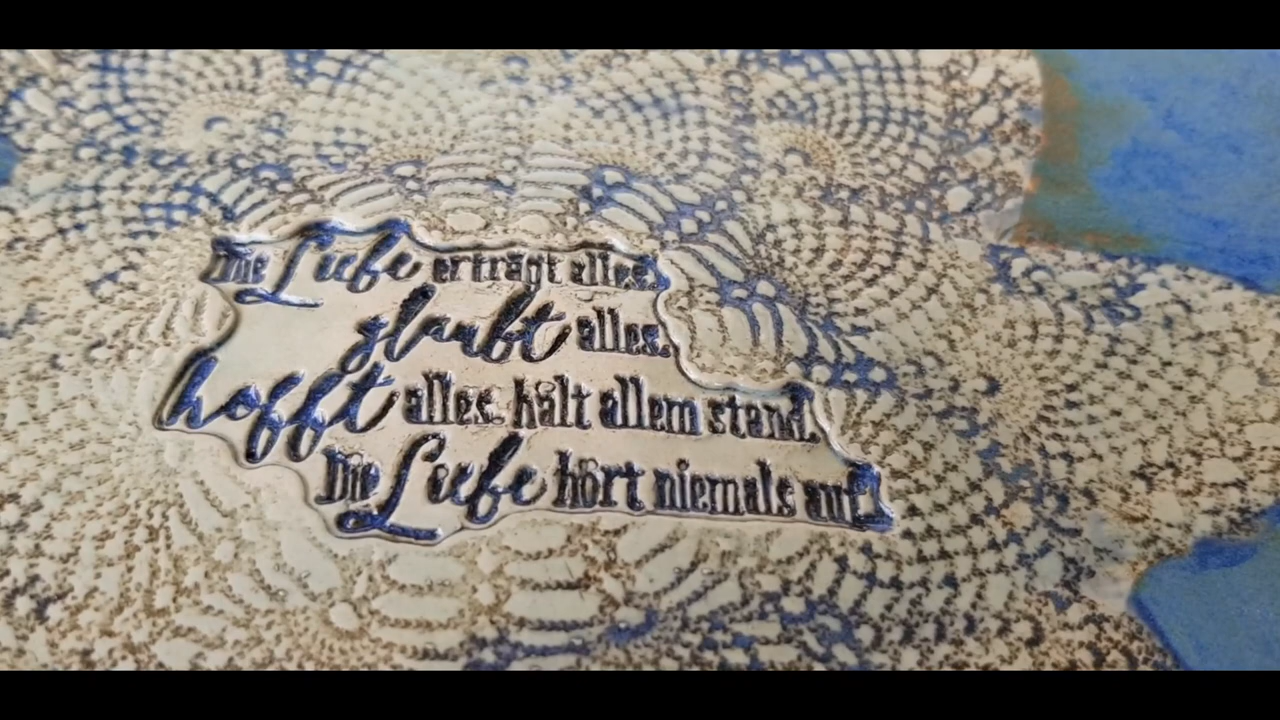 Die Liebe erträgt alles,
glaubt alles,
hofft alles, hält allem stand.
Die Liebe hört niemals auf.